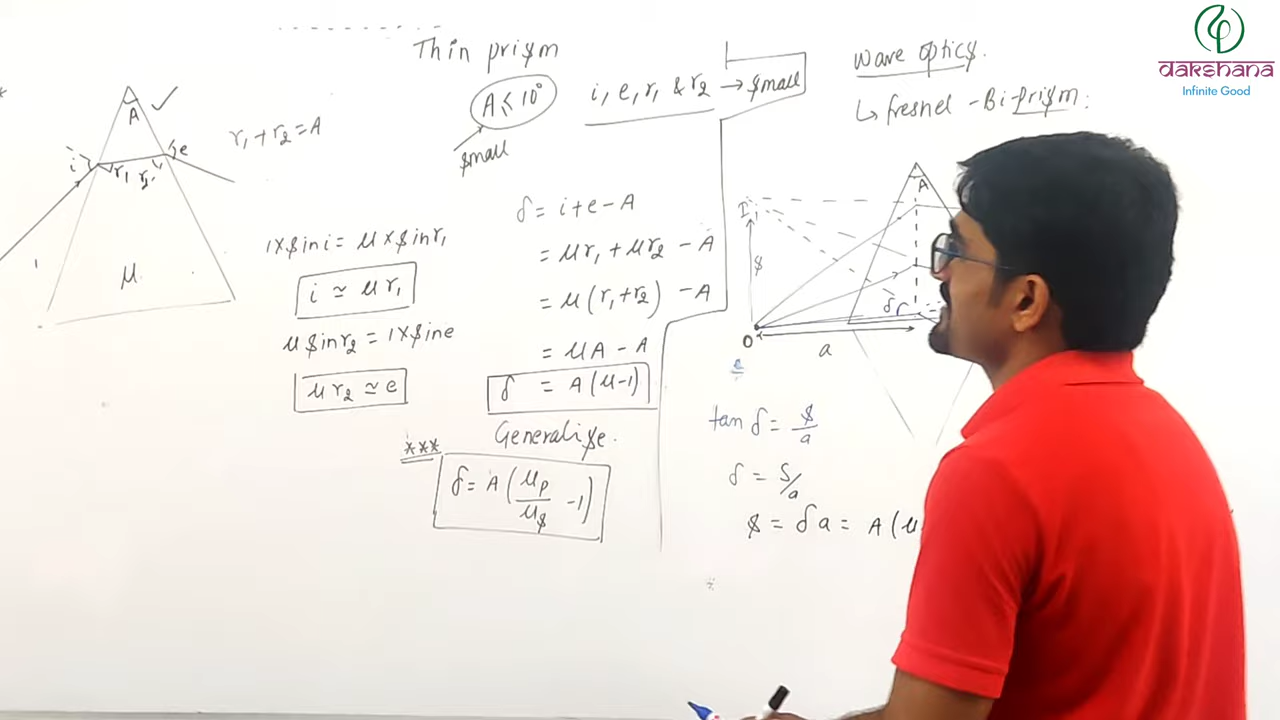 dakshana
Infinite Good
Thin prism
A ≤ 10°
small
i, e, r₁ & r₂ → small
r₁ + r₂ = A
A
i
r₁
r₂
e
μ
1 × sin i = μ × sin r₁
i ≃ μ r₁
μ sin r₂ = 1 × sin e
μ r₂ ≃ e
δ = i + e − A
= μr₁ + μr₂ − A
= μ(r₁ + r₂) − A
= μA − A
δ = A(μ−1)
Generalise.
***
δ = A(μp/μs − 1)
Wave optics.
↳ fresnel - Bi-prism:
A
I
s
δ
O
a
e
tan δ = s/a
δ = s/a
s = δa = A(μ